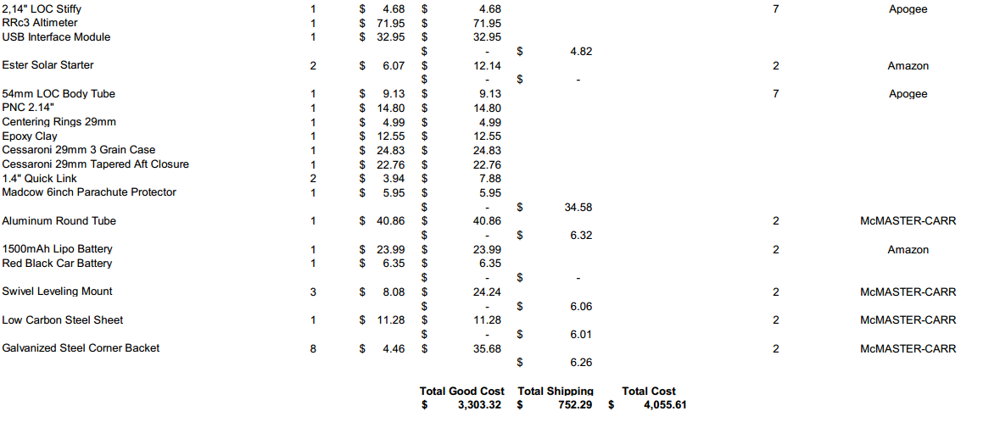 2,14" LOC Stiffy 1 $ 4.68 $ 4.68 7 Apogee
RRc3 Altimeter 1 $ 71.95 $ 71.95
USB Interface Module 1 $ 32.95 $ 32.95
$ - $ 4.82
Ester Solar Starter 2 $ 6.07 $ 12.14 2 Amazon
$ - $ -
54mm LOC Body Tube 1 $ 9.13 $ 9.13 7 Apogee
PNC 2.14" 1 $ 14.80 $ 14.80
Centering Rings 29mm 1 $ 4.99 $ 4.99
Epoxy Clay 1 $ 12.55 $ 12.55
Cessaroni 29mm 3 Grain Case 1 $ 24.83 $ 24.83
Cessaroni 29mm Tapered Aft Closure 1 $ 22.76 $ 22.76
1.4" Quick Link 2 $ 3.94 $ 7.88
Madcow 6inch Parachute Protector 1 $ 5.95 $ 5.95
$ - $ 34.58
Aluminum Round Tube 1 $ 40.86 $ 40.86 2 McMASTER-CARR
$ - $ 6.32
1500mAh Lipo Battery 1 $ 23.99 $ 23.99 2 Amazon
Red Black Car Battery 1 $ 6.35 $ 6.35
$ - $ -
Swivel Leveling Mount 3 $ 8.08 $ 24.24 2 McMASTER-CARR
$ - $ 6.06
Low Carbon Steel Sheet 1 $ 11.28 $ 11.28 2 McMASTER-CARR
$ - $ 6.01
Galvanized Steel Corner Backet 8 $ 4.46 $ 35.68 2 McMASTER-CARR
$ 6.26
Total Good Cost Total Shipping Total Cost
$ 3,303.32 $ 752.29 $ 4,055.61